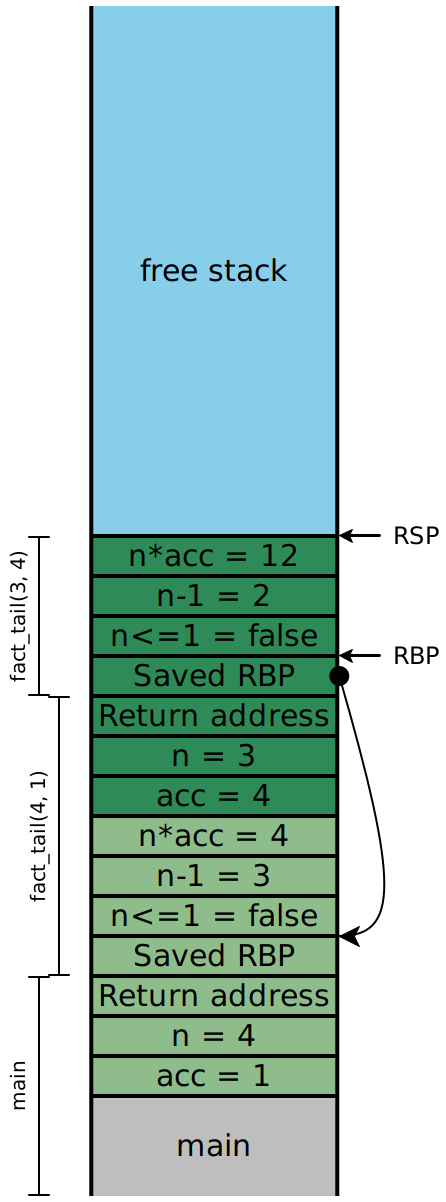 free stack
RSP
n*acc = 12
n-1 = 2
n<=1 = false
RBP
Saved RBP
fact_tail(3, 4)
Return address
n = 3
acc = 4
n*acc = 4
n-1 = 3
n<=1 = false
Saved RBP
fact_tail(4, 1)
Return address
n = 4
acc = 1
main
main